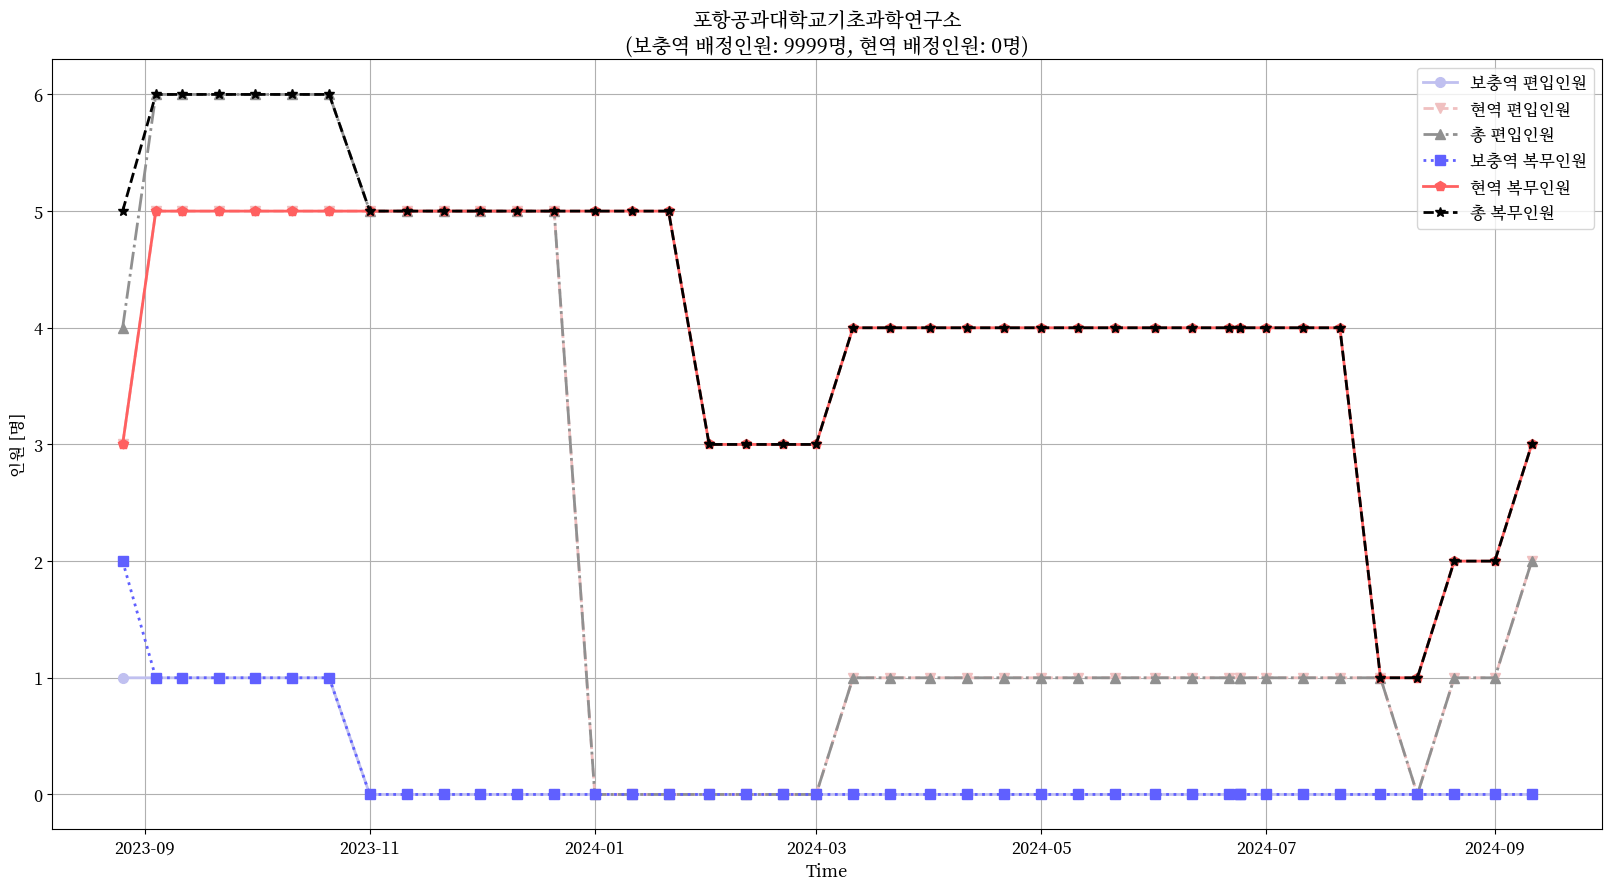 포항공과대학교기초과학연구소
(보충역 배정인원: 9999명, 현역 배정인원: 0명)
보충역 편입인원
현역 편입인원
총 편입인원
보충역 복무인원
현역 복무인원
총 복무인원
인원 [명]
6
5
4
3
2
1
0
2023-09
2023-11
2024-01
2024-03
2024-05
2024-07
2024-09
Time